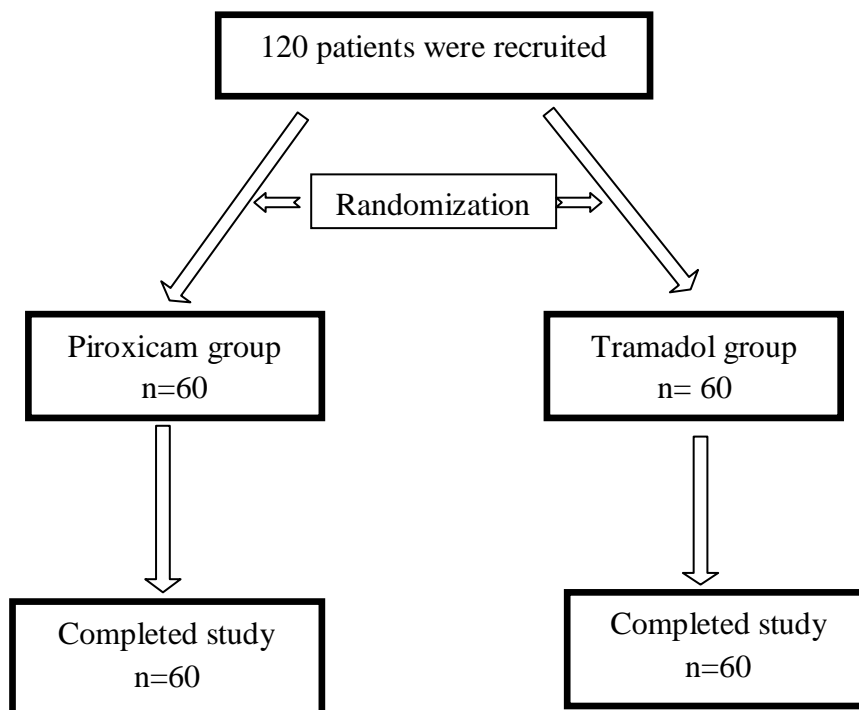 120 patients were recruited
Randomization
Piroxicam group
n=60
Tramadol group
n= 60
Completed study
n=60
Completed study
n=60